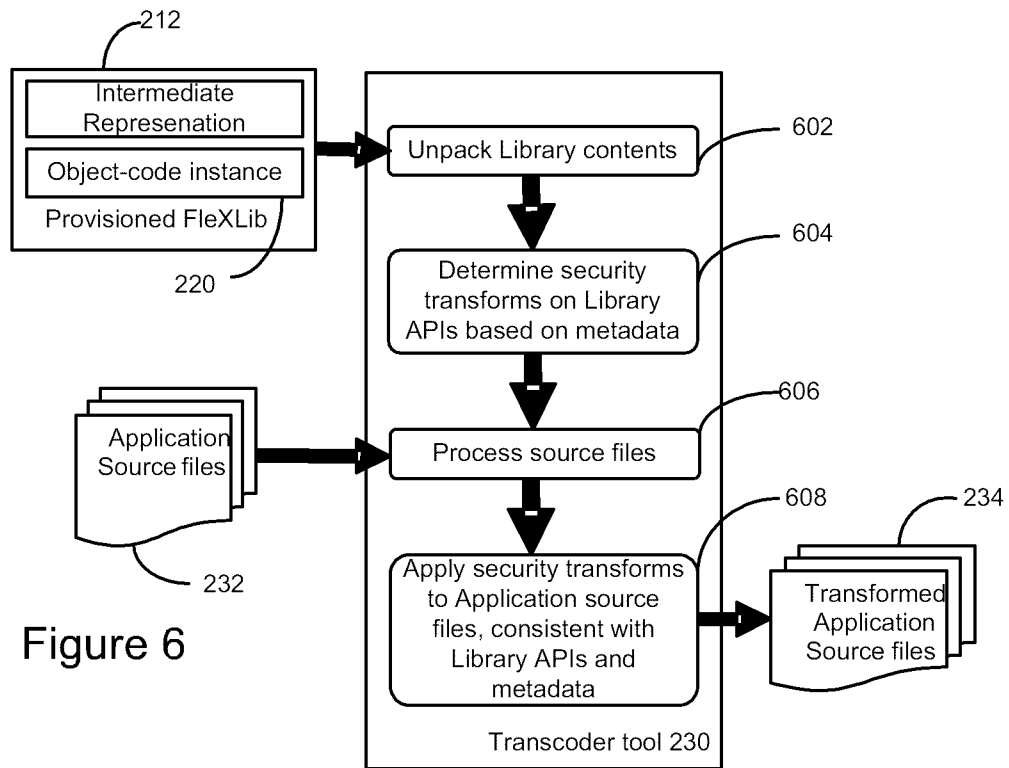 212
Intermediate
Represenation
Object-code instance
Provisioned FleXLib
220
Unpack Library contents
602
Determine security
transforms on Library
APIs based on metadata
604
Application
Source files
232
Process source files
606
Apply security transforms
to Application source
files, consistent with
Library APIs and
metadata
608
234
Transformed
Application
Source files
Transcoder tool 230
Figure 6